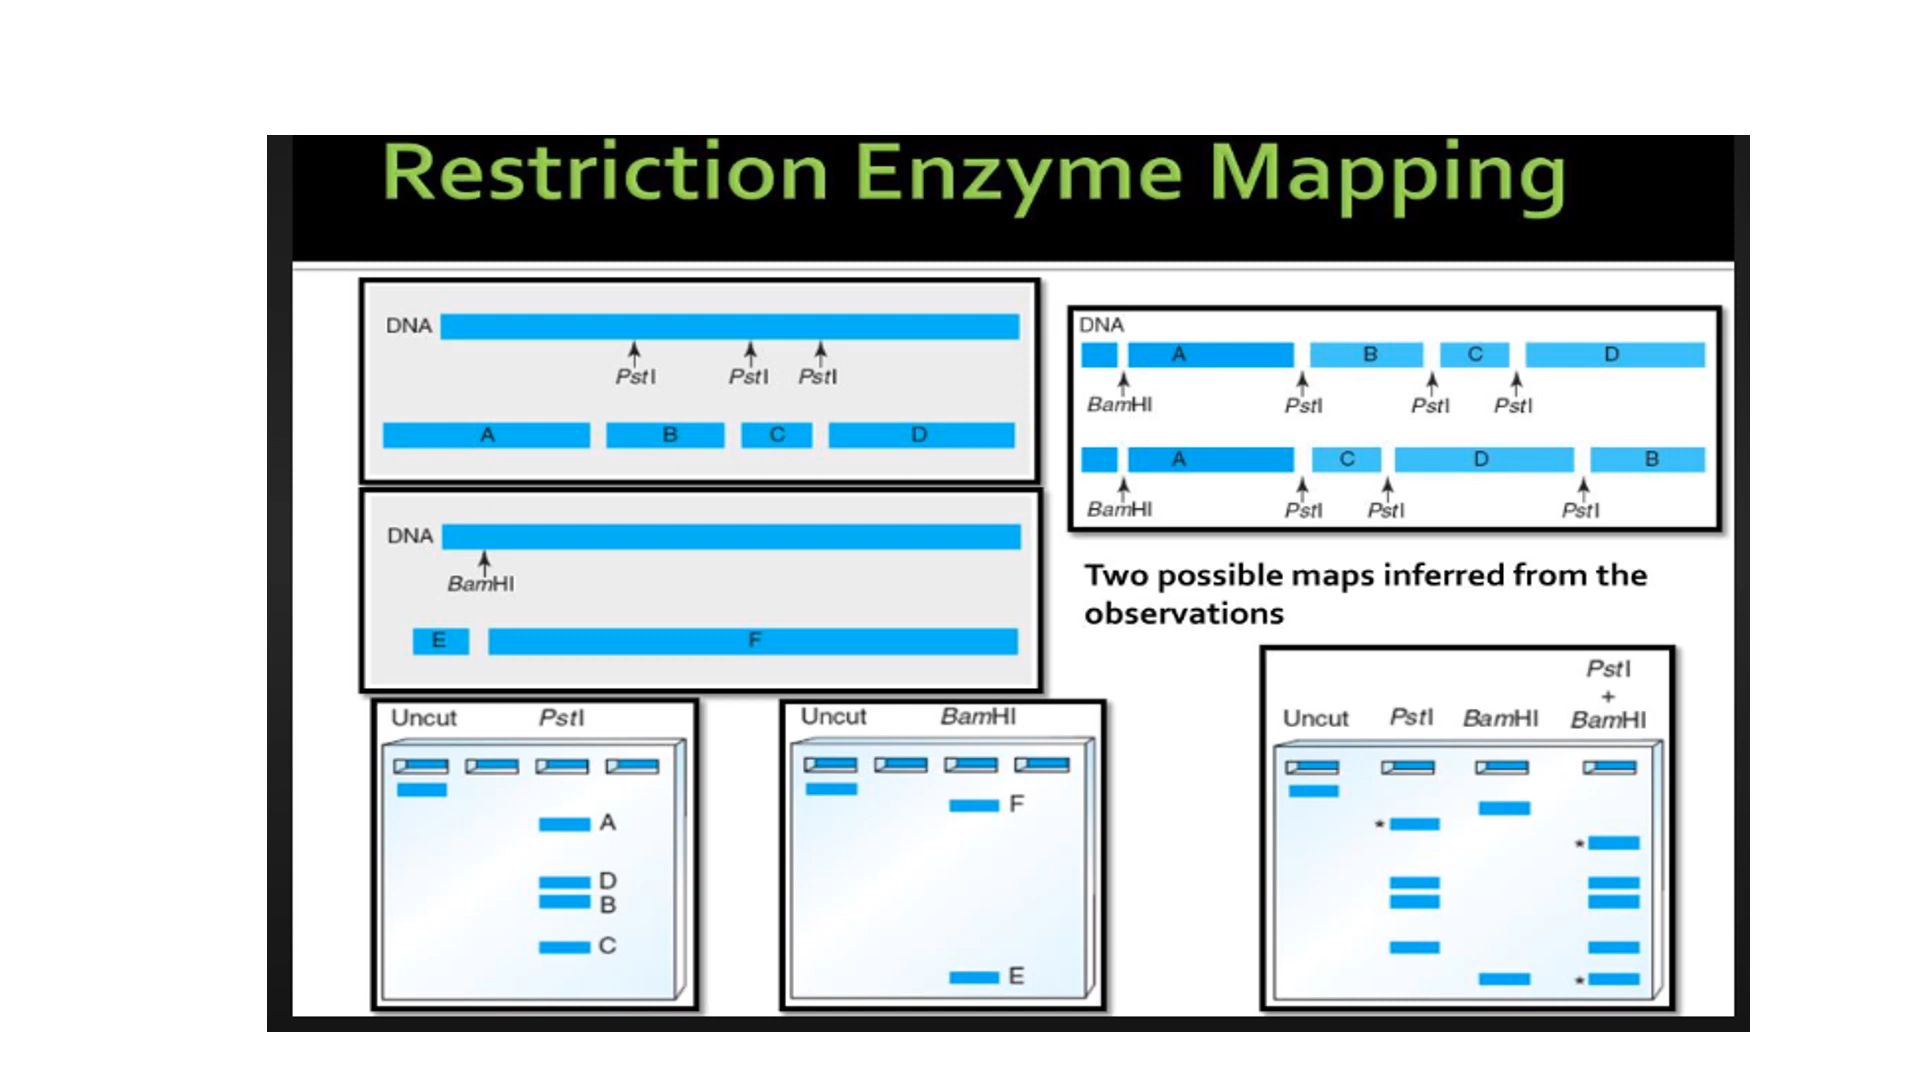 Restriction Enzyme Mapping
DNA
PstI PstI PstI
A B C D
DNA
BamHI
E F
DNA
A B C D
BamHI PstI PstI PstI
A C D B
BamHI PstI PstI PstI
Two possible maps inferred from the
observations
Uncut PstI
A
D
B
C
Uncut BamHI
F
E
PstI
+
Uncut PstI BamHI BamHI
*
*
*